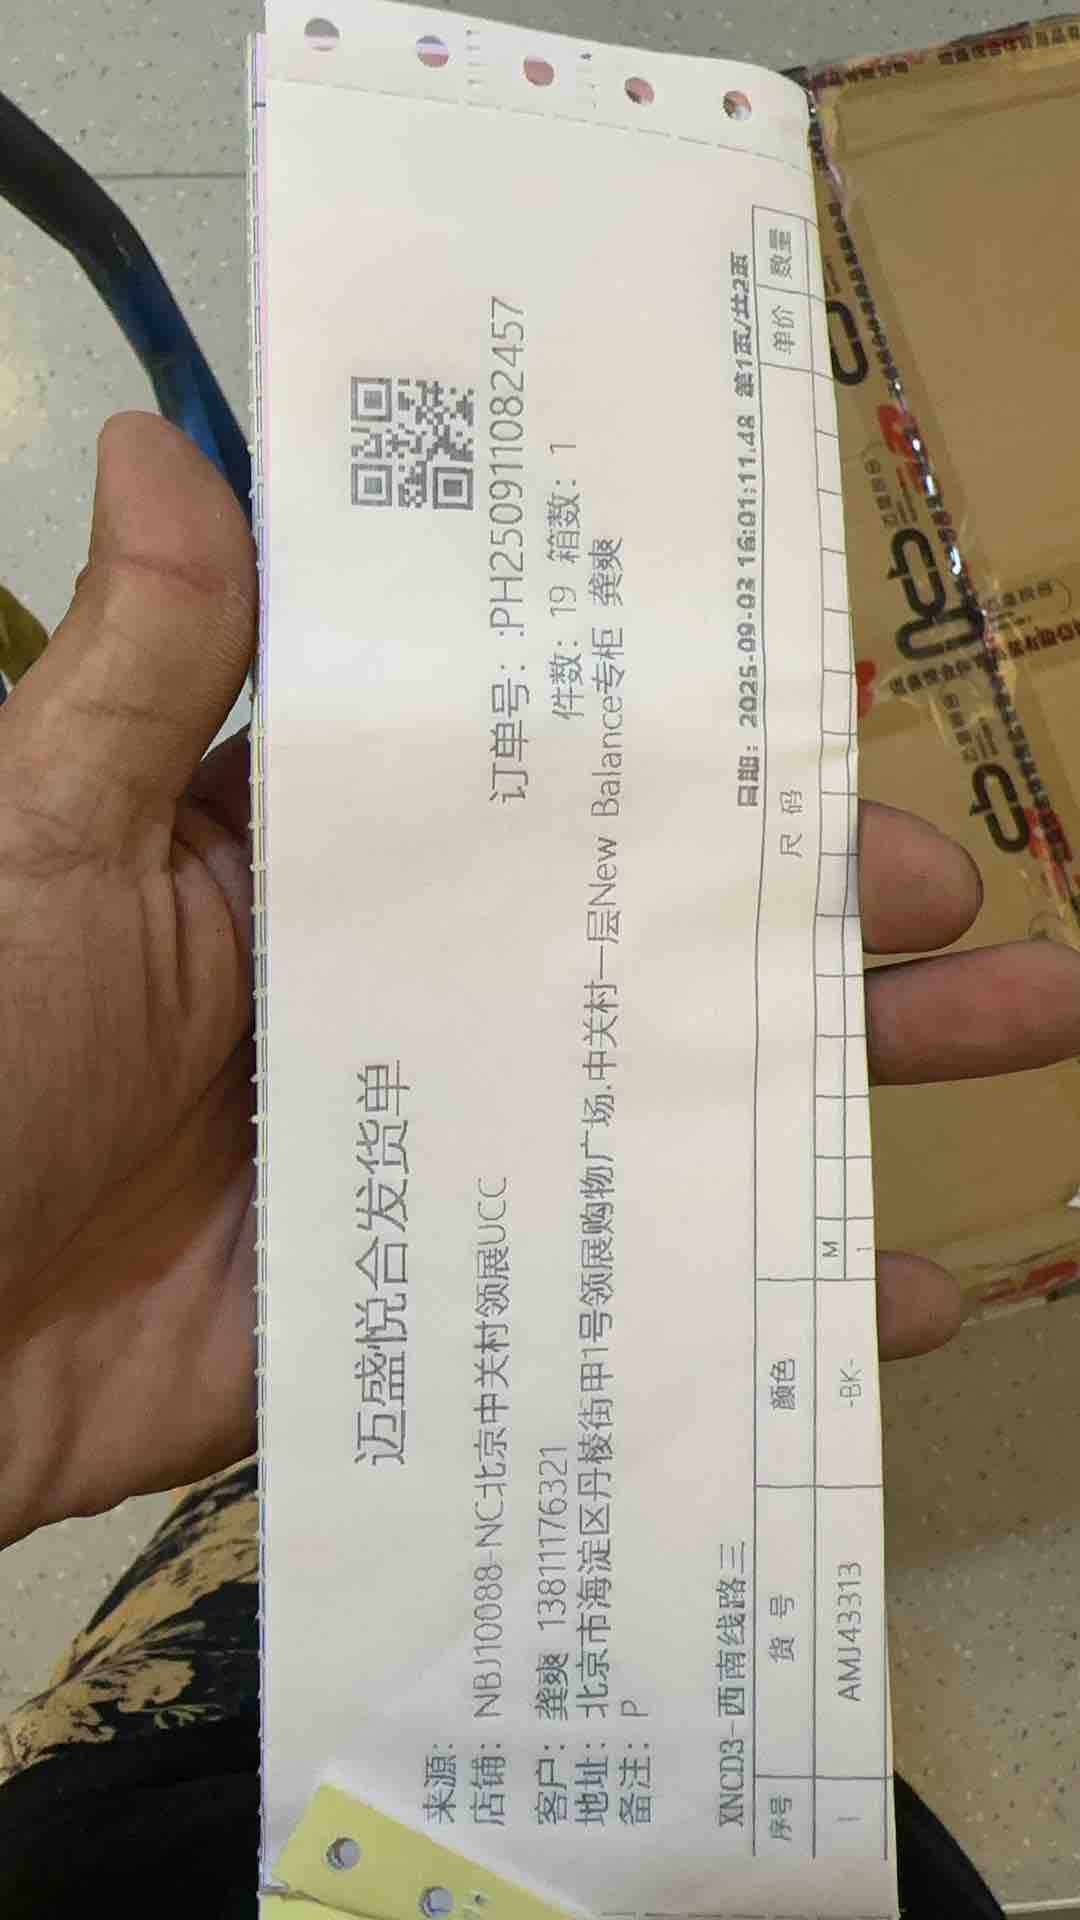 迈盛悦合发货单
来源：
店铺：NBJ10088-NC北京中关村领展UCC
订单号：:PH250911082457
客户：龚爽 13811176321
件数：19 箱数：1
地址：北京市海淀区丹棱街甲1号领展购物广场.中关村一层New Balance专柜 龚爽
备注：P
XNCD3-西南线路三
日期：2025-09-03 16:01:11.48 第1页/共2页
序号 货 号 颜色 尺 码 单价 数量
M
1 AMJ43313 -BK- 1